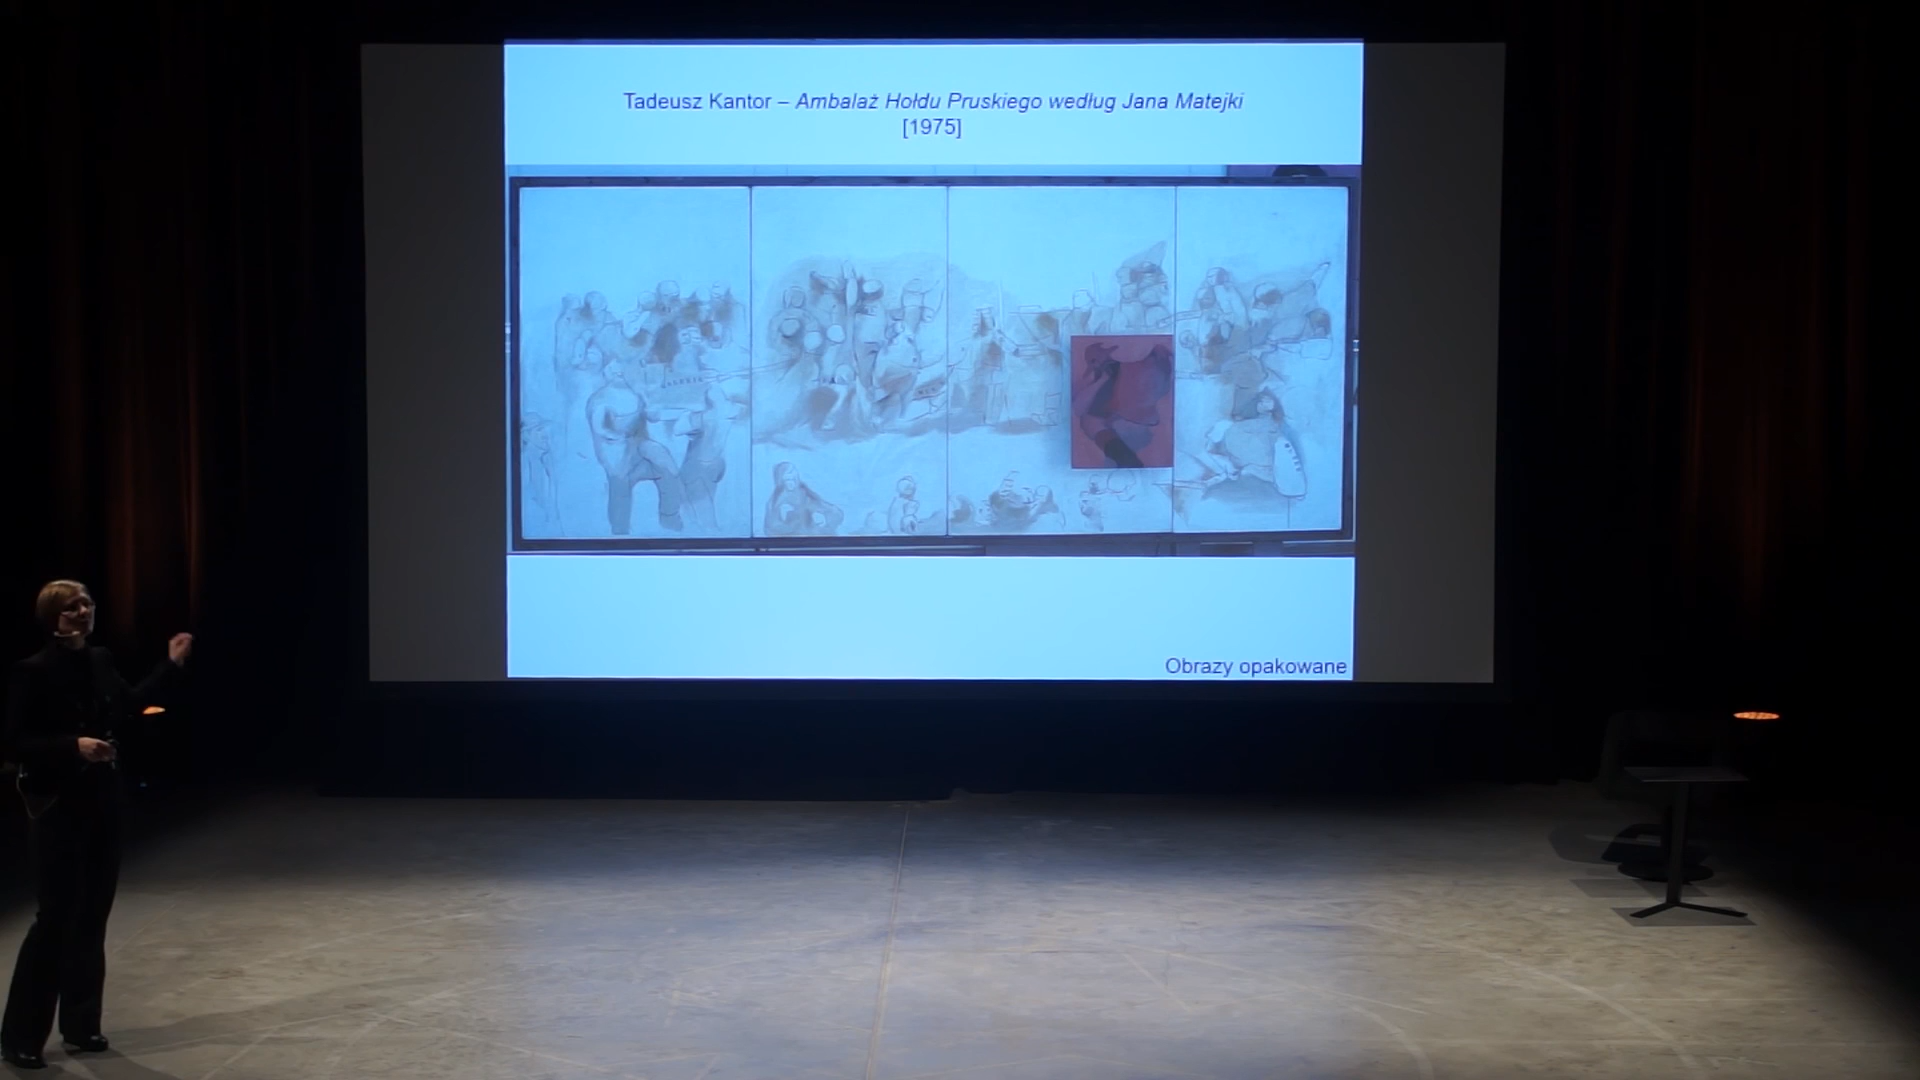 Tadeusz Kantor – Ambalaż Hołdu Pruskiego według Jana Matejki
[1975]
Obrazy opakowane